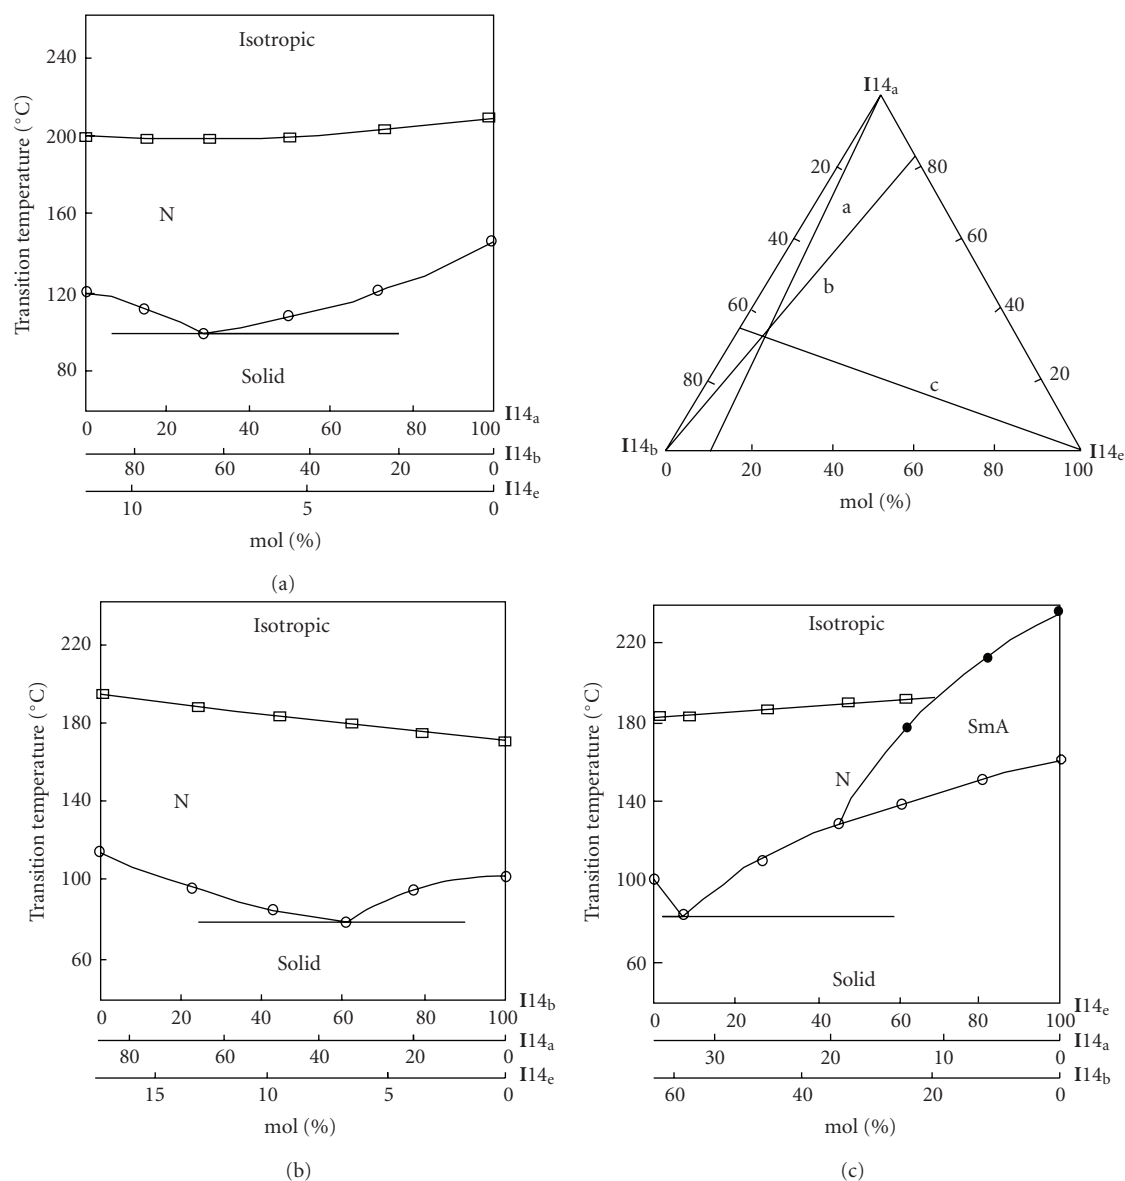 Isotropic
240
200
160
120
80
Transition temperature (°C)
N
Solid
0 20 40 60 80 100 I14a
80 60 40 20 0 I14b
10 5 0 I14e
mol (%)
(a)
I14a
20 80
a
40 60
b
60 40
c
80 20
I14b I14e
0 20 40 60 80 100
mol (%)
Isotropic
220
180
140
100
60
Transition temperature (°C)
N
Solid
0 20 40 60 80 100 I14b
80 60 40 20 0 I14a
15 10 5 0 I14e
mol (%)
(b)
Isotropic
220
180
140
100
60
Transition temperature (°C)
SmA
N
Solid
0 20 40 60 80 100 I14e
30 20 10 0 I14a
60 40 20 0 I14b
mol (%)
(c)